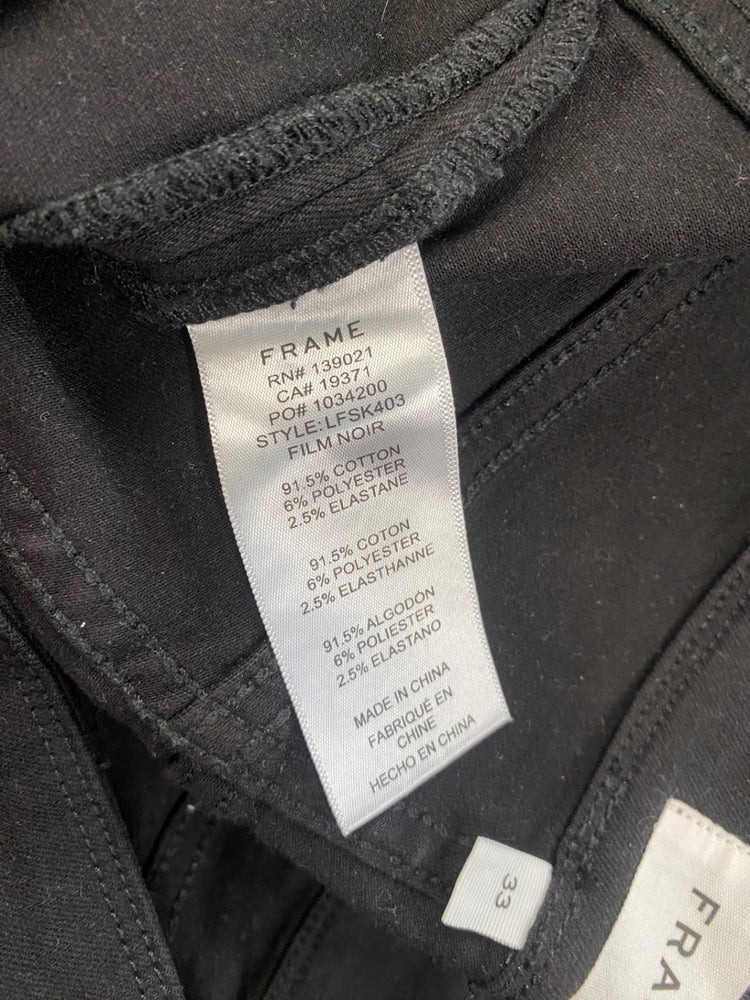 FRAME
RN# 139021
CA# 19371
PO# 1034200
STYLE: LFSK403
FILM NOIR
91.5% COTTON
6% POLYESTER
2.5% ELASTANE
91.5% COTON
6% POLYESTER
2.5% ELASTHANNE
91.5% ALGODÓN
6% POLIESTER
2.5% ELASTANO
MADE IN CHINA
FABRIQUÉ EN
CHINE
HECHO EN CHINA
33
FRA